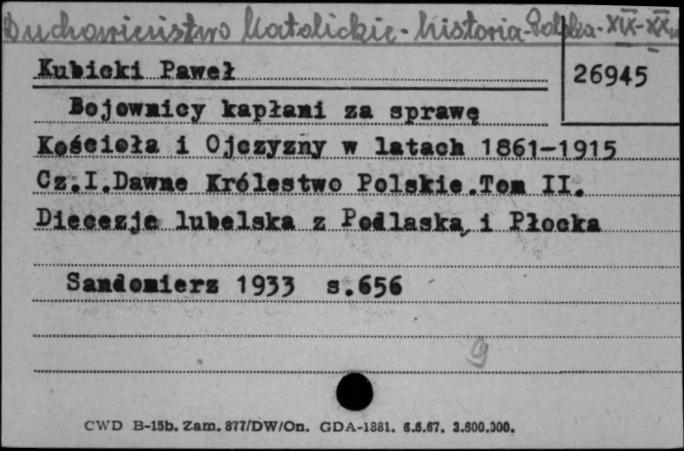 Duchowieństwo Katolickie - historia - Polska - XIX-XX w
Kubicki Paweł
26945
Bojownicy kapłani za sprawę
Kościoła i Ojczyzny w latach 1861-1915
Cz.I.Dawne Królestwo Polskie.Tom II.
Diecezje lubelska z Podlaską, i Płocka
Sandomierz 1933 s.656
9
CWD B-15b. Zam. 877/DW/On. GDA-1881. 6.6.67. 3.600.000.